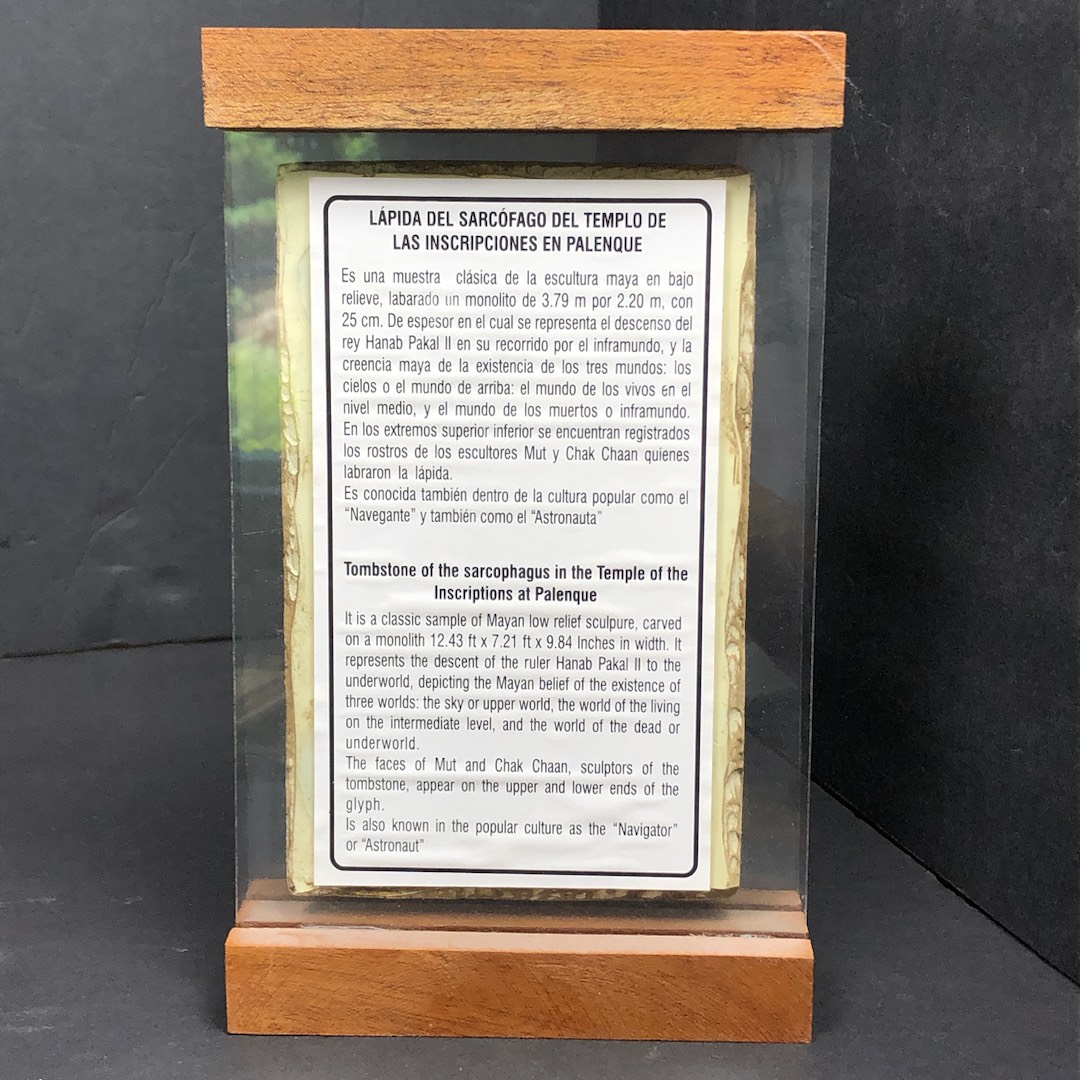 LÁPIDA DEL SARCÓFAGO DEL TEMPLO DE
LAS INSCRIPCIONES EN PALENQUE
Es una muestra clásica de la escultura maya en bajo
relieve, labarado un monolito de 3.79 m por 2.20 m, con
25 cm. De espesor en el cual se representa el descenso del
rey Hanab Pakal II en su recorrido por el inframundo, y la
creencia maya de la existencia de los tres mundos: los
cielos o el mundo de arriba: el mundo de los vivos en el
nivel medio, y el mundo de los muertos o inframundo.
En los extremos superior inferior se encuentran registrados
los rostros de los escultores Mut y Chak Chaan quienes
labraron la lápida.
Es conocida también dentro de la cultura popular como el
“Navegante” y también como el “Astronauta”
Tombstone of the sarcophagus in the Temple of the
Inscriptions at Palenque
It is a classic sample of Mayan low relief sculpure, carved
on a monolith 12.43 ft x 7.21 ft x 9.84 Inches in width. It
represents the descent of the ruler Hanab Pakal II to the
underworld, depicting the Mayan belief of the existence of
three worlds: the sky or upper world, the world of the living
on the intermediate level, and the world of the dead or
underworld.
The faces of Mut and Chak Chaan, sculptors of the
tombstone, appear on the upper and lower ends of the
glyph.
Is also known in the popular culture as the “Navigator”
or “Astronaut”